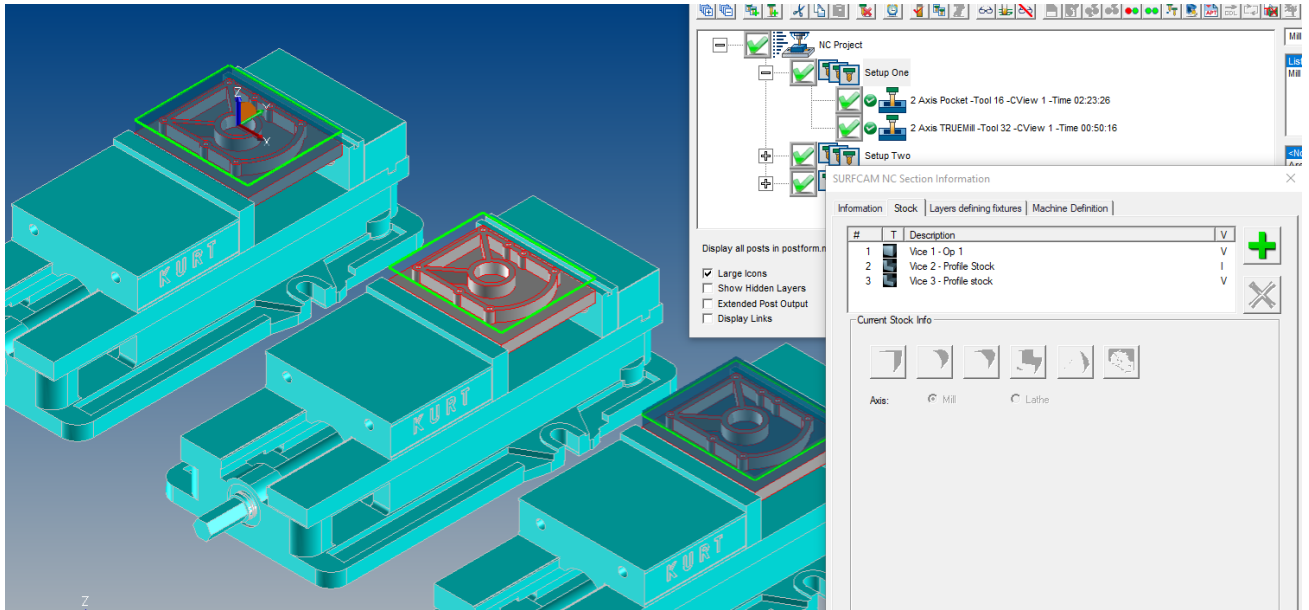 Z
Y
X
KURT
KURT
KURT
Z
NC Project
Setup One
2 Axis Pocket -Tool 16 -CView 1 -Time 02:23:26
2 Axis TRUEMill -Tool 32 -CView 1 -Time 00:50:16
Setup Two
Mill
List
Mill
<No
Display all posts in postform.
Large Icons
Show Hidden Layers
Extended Post Output
Display Links
SURFCAM NC Section Information
Information Stock Layers defining fixtures Machine Definition
# T Description V
1 Vice 1 - Op 1 V
2 Vice 2 - Profile Stock I
3 Vice 3 - Profile stock V
Current Stock Info
Axis: Mill Lathe